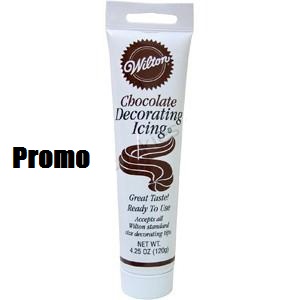 Wilton
Chocolate
Decorating
Icing
Promo
Great Taste!
Ready To Use
Accepts all
Wilton standard
size decorating tips.
NET WT.
4.25 OZ (120g)